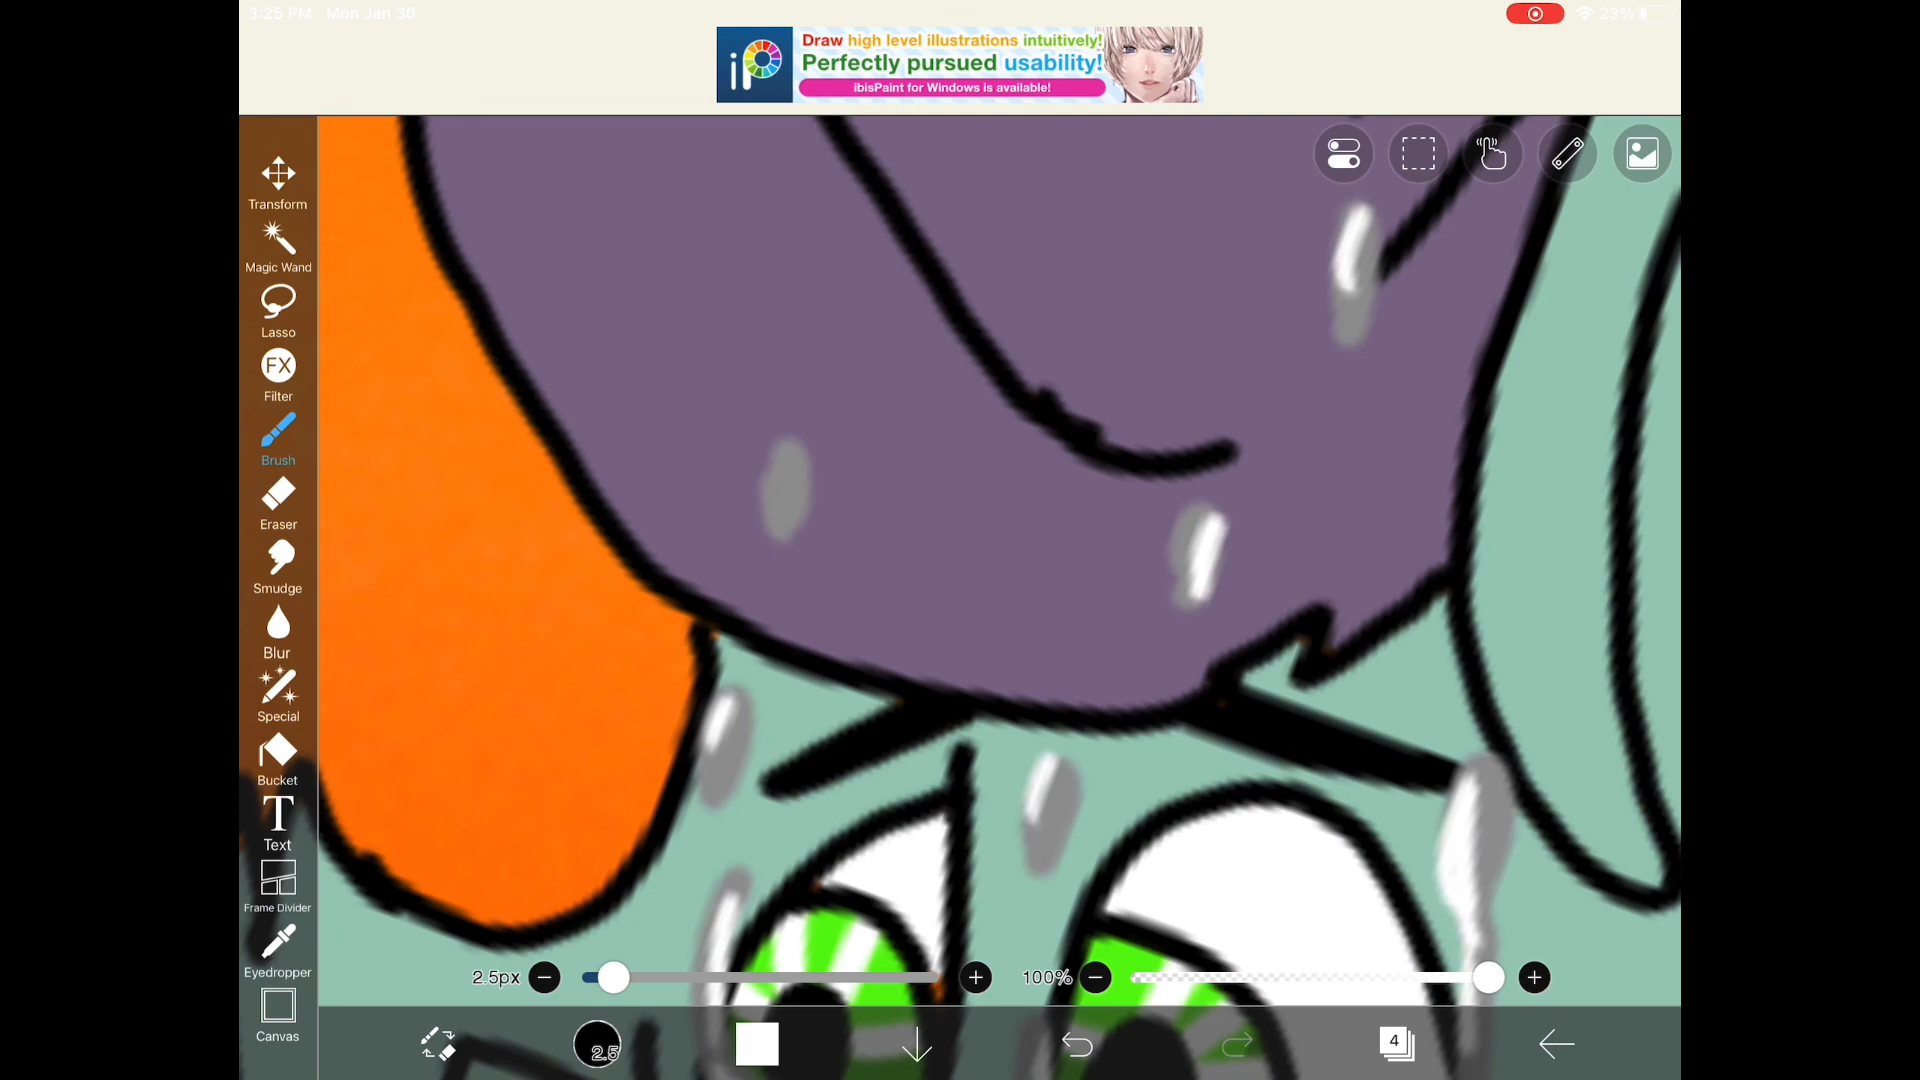 3:25 PM Mon Jan 30
23%
iP
Draw high level illustrations intuitively!
Perfectly pursued usability!
ibisPaint for Windows is available!
Transform
Magic Wand
Lasso
FX
Filter
Brush
Eraser
Smudge
Blur
Special
Bucket
T
Text
Frame Divider
Eyedropper
Canvas
2.5px
100%
2.5
4